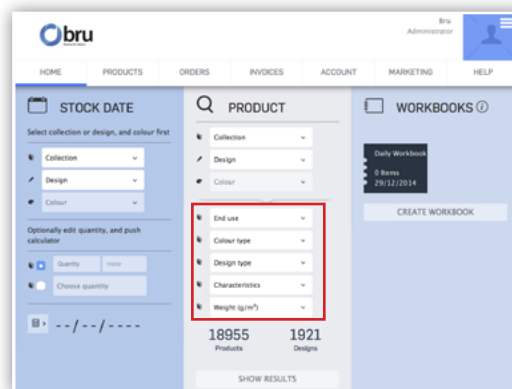 bru
Bru
Administrator
HOME PRODUCTS ORDERS INVOICES ACCOUNT MARKETING HELP
STOCK DATE
Select collection or design, and colour first
Collection
Design
Colour
Optionally edit quantity, and push
calculator
Quantity meter
Choose quantity
--/--/----
PRODUCT
Collection
Design
Colour
End use
Colour type
Design type
Characteristics
Weight (g/m²)
18955 1921
Products Designs
SHOW RESULTS
WORKBOOKS
Daily Workbook
0 Items
29/12/2014
CREATE WORKBOOK